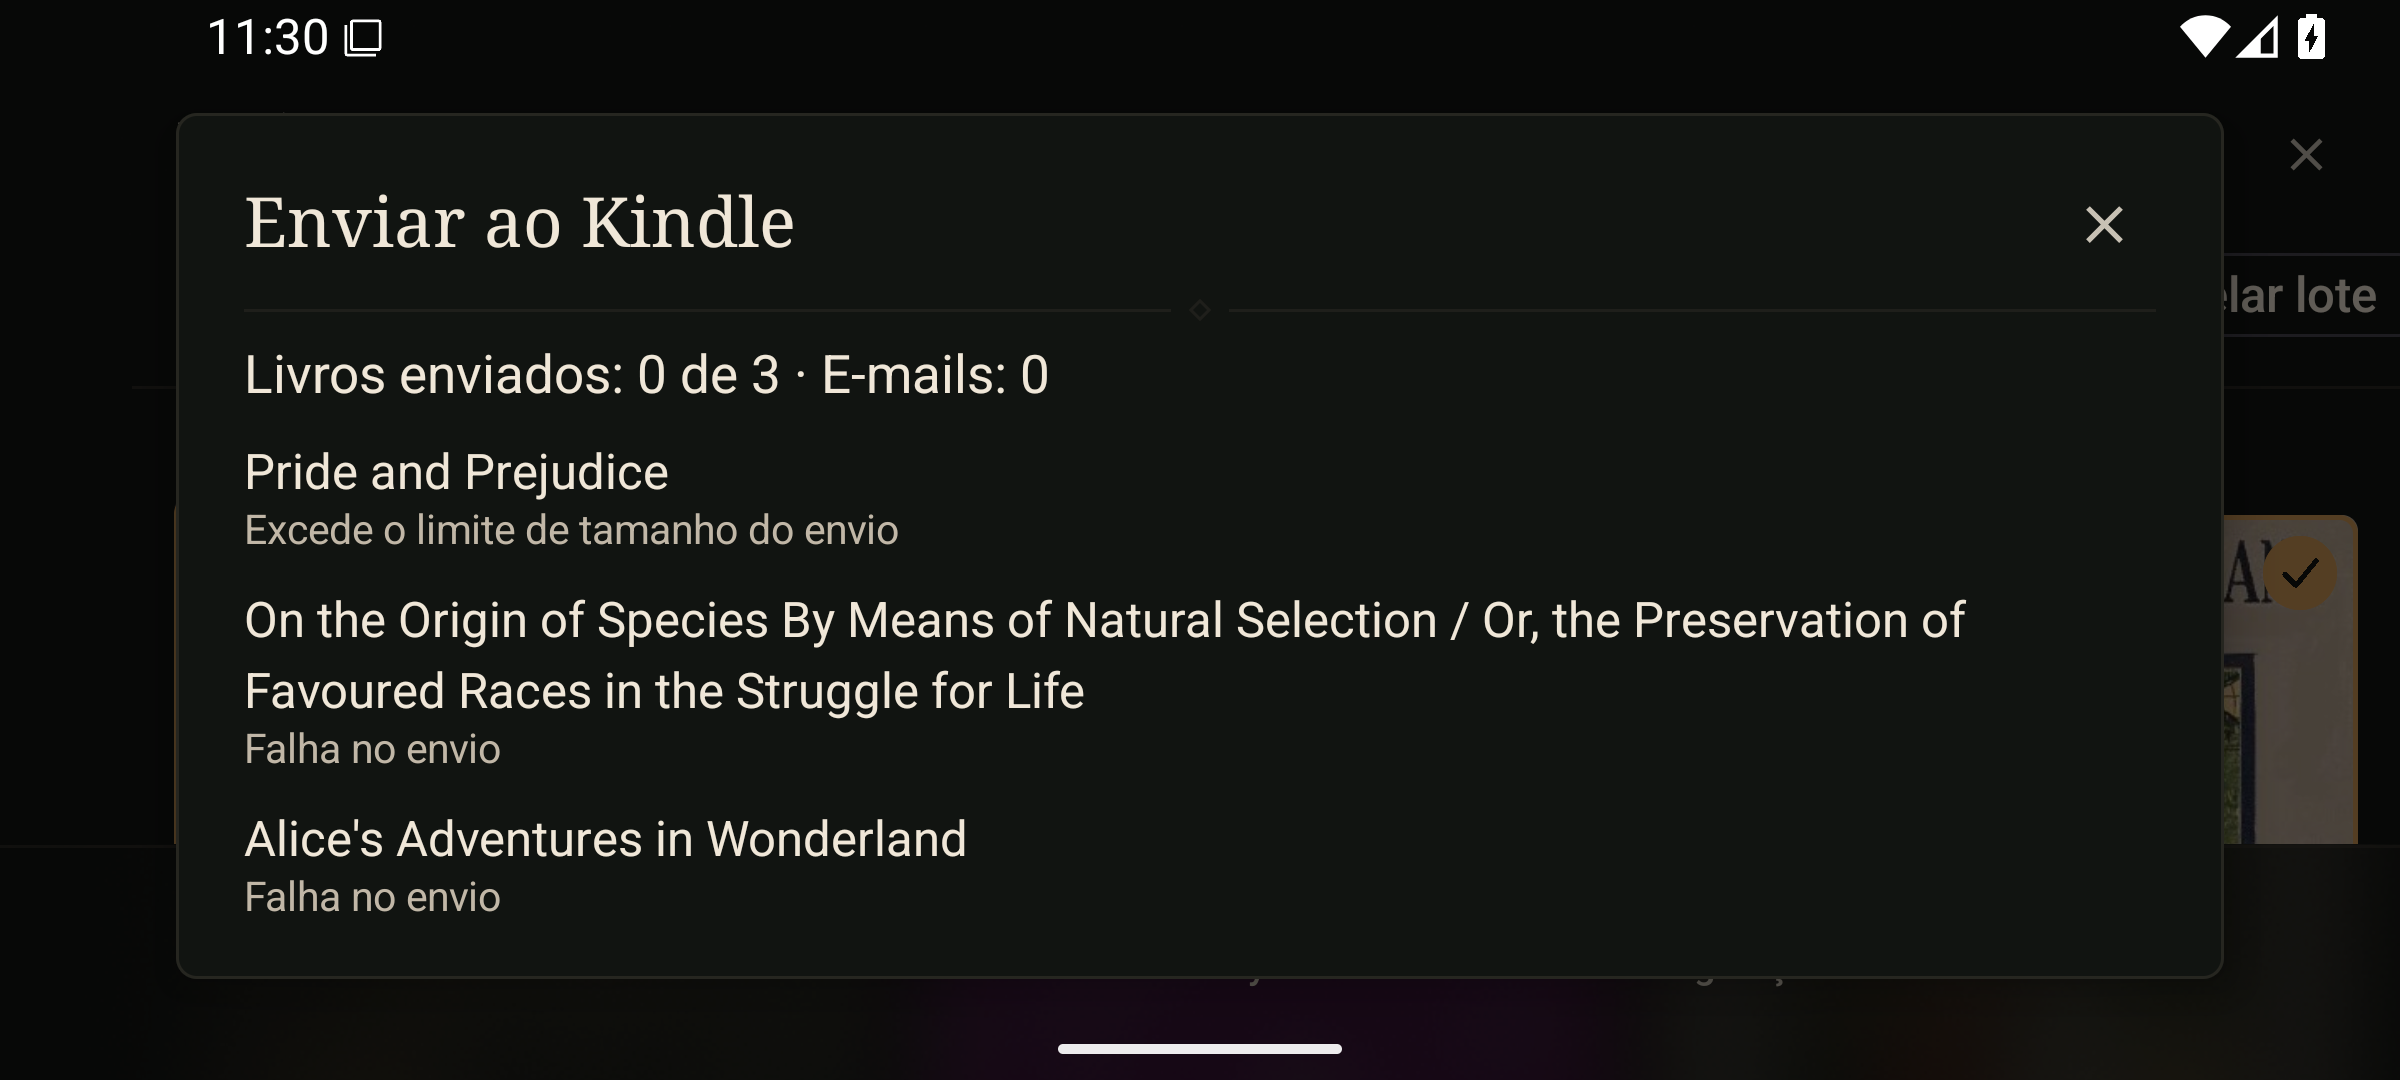 11:30
Enviar ao Kindle
elar lote
Livros enviados: 0 de 3 · E-mails: 0
Pride and Prejudice
Excede o limite de tamanho do envio
On the Origin of Species By Means of Natural Selection / Or, the Preservation of
Favoured Races in the Struggle for Life
Falha no envio
Alice's Adventures in Wonderland
Falha no envio